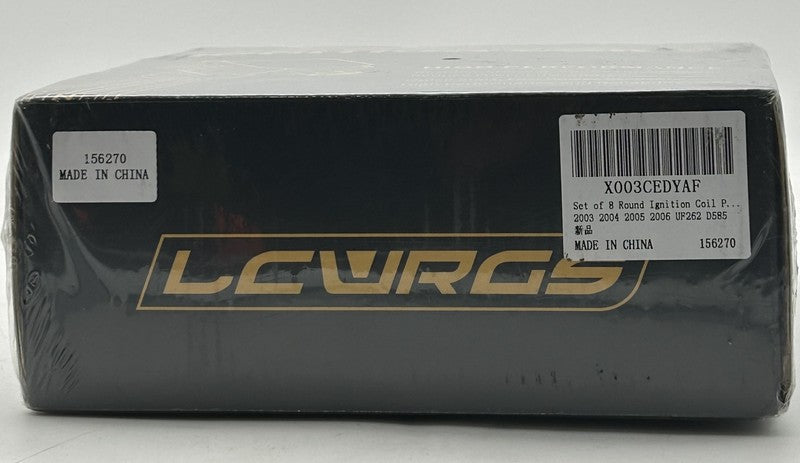 156270
MADE IN CHINA
X003CEDYAF
Set of 8 Round Ignition Coil P...
2003 2004 2005 2006 UF262 D585
新品
MADE IN CHINA 156270
LCWRGS